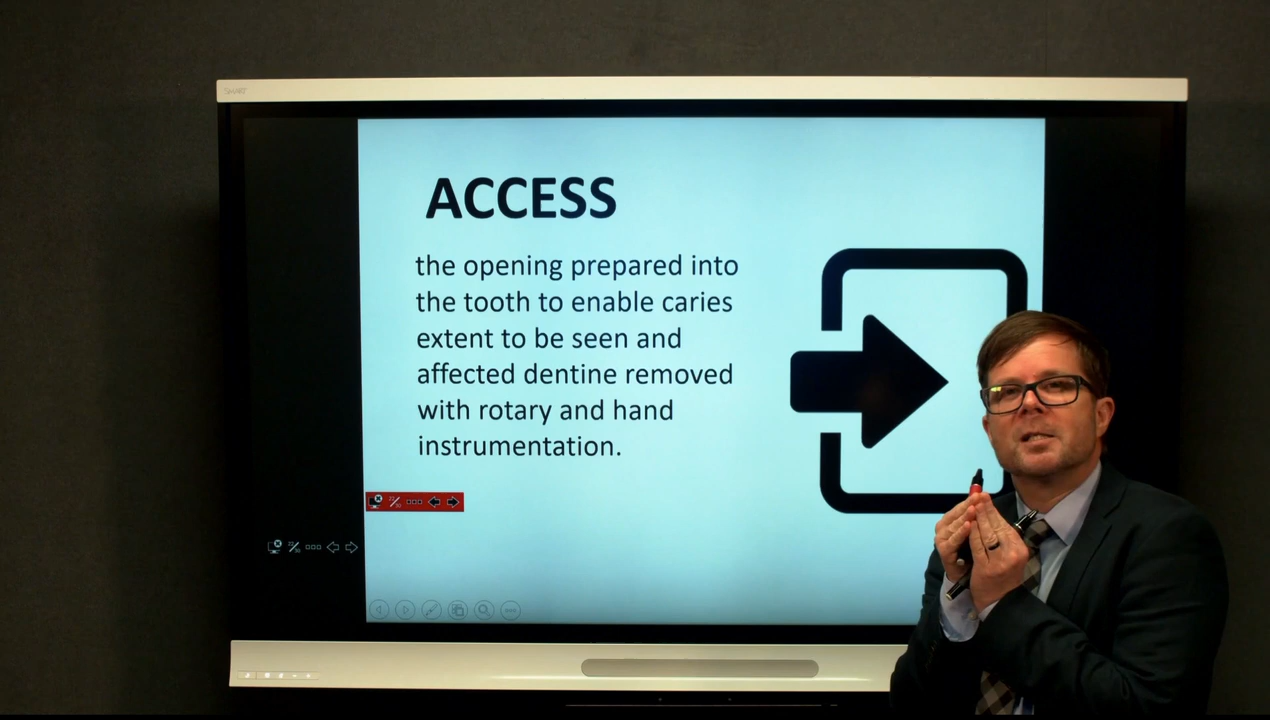 SMART
ACCESS
the opening prepared into
the tooth to enable caries
extent to be seen and
affected dentine removed
with rotary and hand
instrumentation.